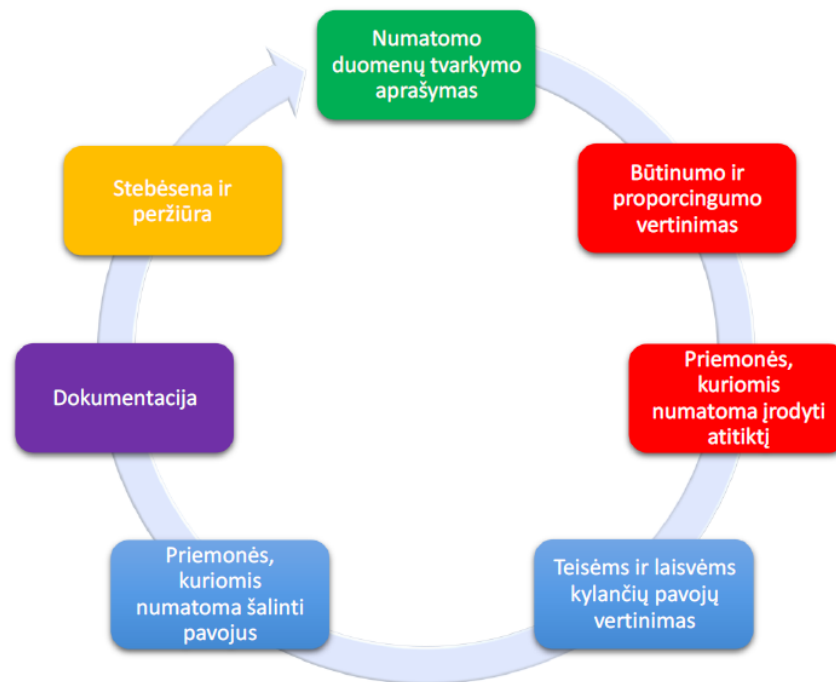 Numatomo
duomenų tvarkymo
aprašymas
Būtinumo ir
proporcingumo
vertinimas
Priemonės,
kuriomis
numatoma įrodyti
atitiktį
Teisėms ir laisvėms
kylančių pavojų
vertinimas
Priemonės,
kuriomis
numatoma šalinti
pavojus
Dokumentacija
Stebėsena ir
peržiūra